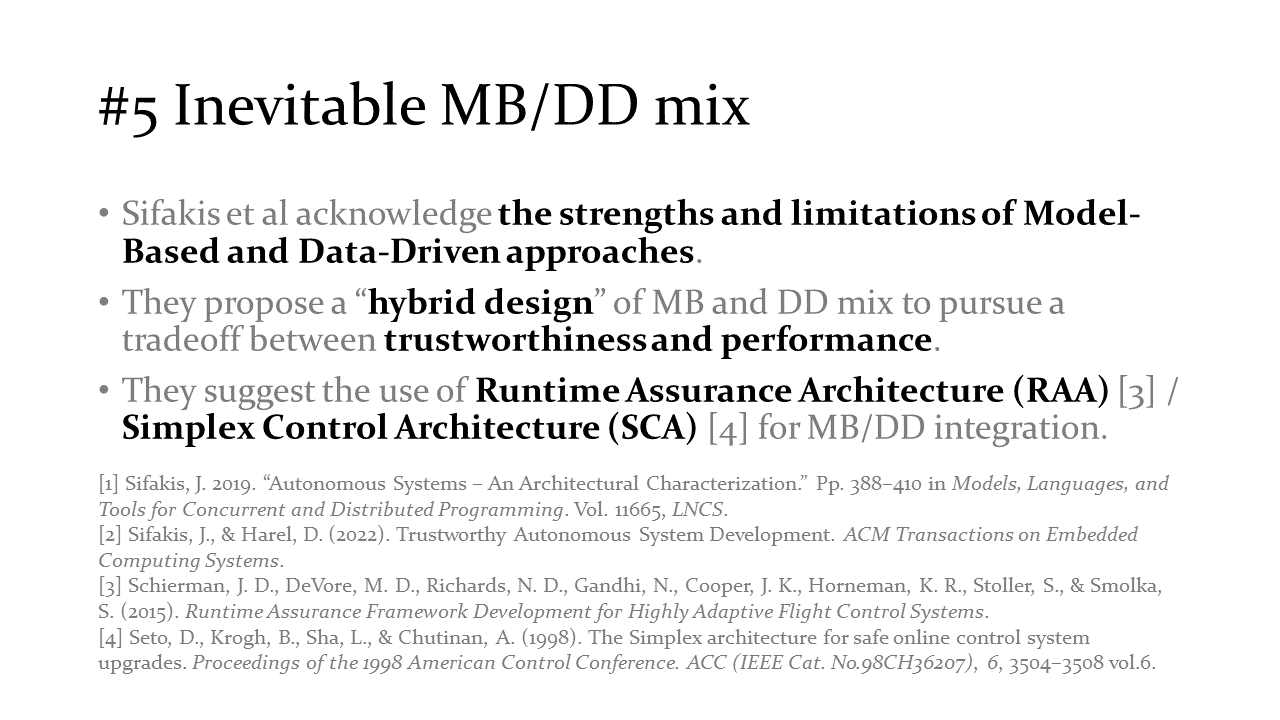 #5 Inevitable MB/DD mix
• Sifakis et al acknowledge the strengths and limitations of Model-
Based and Data-Driven approaches.
• They propose a “hybrid design” of MB and DD mix to pursue a
tradeoff between trustworthiness and performance.
• They suggest the use of Runtime Assurance Architecture (RAA) [3] /
Simplex Control Architecture (SCA) [4] for MB/DD integration.
[1] Sifakis, J. 2019. “Autonomous Systems – An Architectural Characterization.” Pp. 388–410 in Models, Languages, and
Tools for Concurrent and Distributed Programming. Vol. 11665, LNCS.
[2] Sifakis, J., & Harel, D. (2022). Trustworthy Autonomous System Development. ACM Transactions on Embedded
Computing Systems.
[3] Schierman, J. D., DeVore, M. D., Richards, N. D., Gandhi, N., Cooper, J. K., Horneman, K. R., Stoller, S., & Smolka,
S. (2015). Runtime Assurance Framework Development for Highly Adaptive Flight Control Systems.
[4] Seto, D., Krogh, B., Sha, L., & Chutinan, A. (1998). The Simplex architecture for safe online control system
upgrades. Proceedings of the 1998 American Control Conference. ACC (IEEE Cat. No.98CH36207), 6, 3504–3508 vol.6.